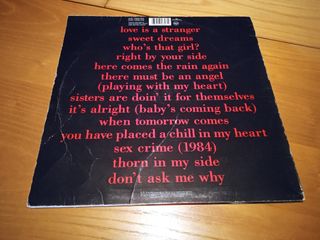 love is a stranger
sweet dreams
who's that girl?
right by your side
here comes the rain again
there must be an angel
(playing with my heart)
sisters are doin' it for themselves
it's alright (baby's coming back)
when tomorrow comes
you have placed a chill in my heart
sex crime (1984)
thorn in my side
don't ask me why